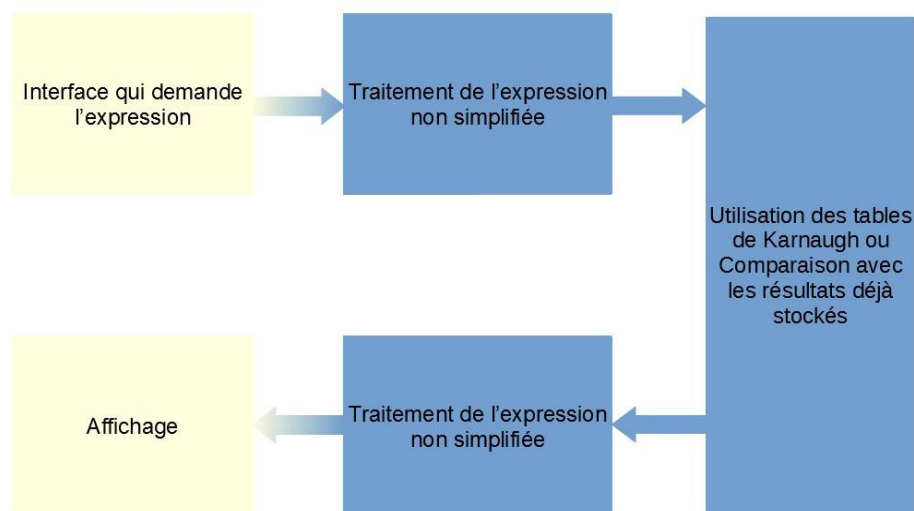 Interface qui demande
l'expression
Traitement de l'expression
non simplifiée
Utilisation des tables
de Karnaugh ou
Comparaison avec
les résultats déjà
stockés
Affichage
Traitement de l'expression
non simplifiée